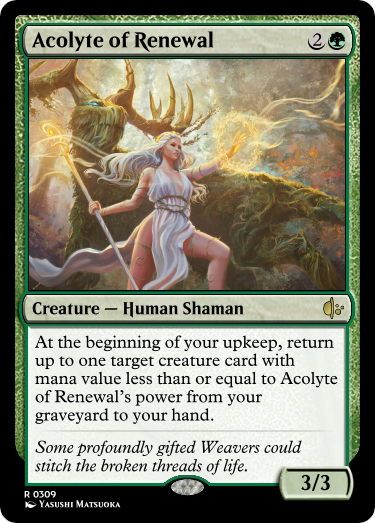 Acolyte of Renewal 2
Creature — Human Shaman
At the beginning of your upkeep, return
up to one target creature card with
mana value less than or equal to Acolyte
of Renewal's power from your
graveyard to your hand.
Some profoundly gifted Weavers could
stitch the broken threads of life.
3/3
R 0309
Yasushi Matsuoka